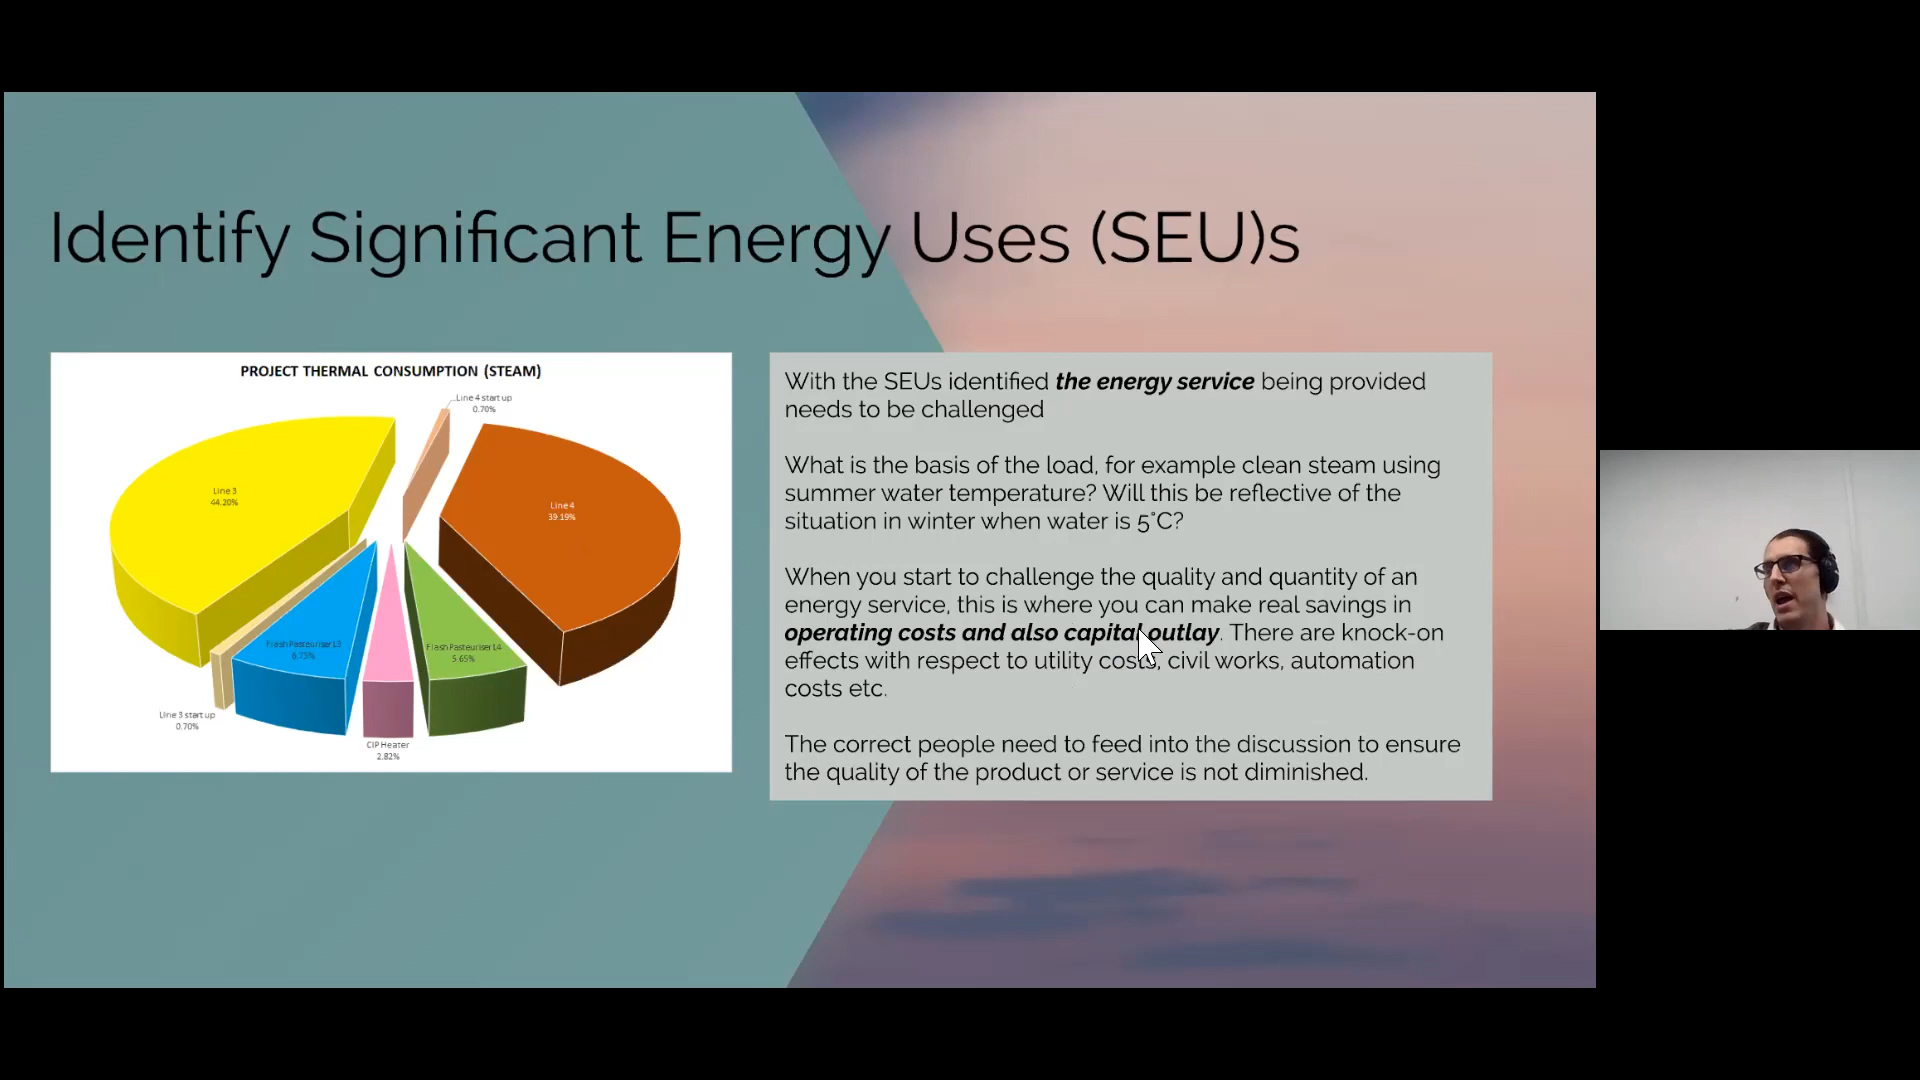 Identify Significant Energy Uses (SEU)s
PROJECT THERMAL CONSUMPTION (STEAM)
Line 4 start up
0.70%
Line 3
44.20%
Line 4
39.19%
Flash Pasteuriser L3
6.73%
Flash Pasteuriser L4
5.65%
Line 3 start up
0.70%
CIP Heater
2.82%
With the SEUs identified the energy service being provided
needs to be challenged
What is the basis of the load, for example clean steam using
summer water temperature? Will this be reflective of the
situation in winter when water is 5°C?
When you start to challenge the quality and quantity of an
energy service, this is where you can make real savings in
operating costs and also capital outlay. There are knock-on
effects with respect to utility costs, civil works, automation
costs etc.
The correct people need to feed into the discussion to ensure
the quality of the product or service is not diminished.